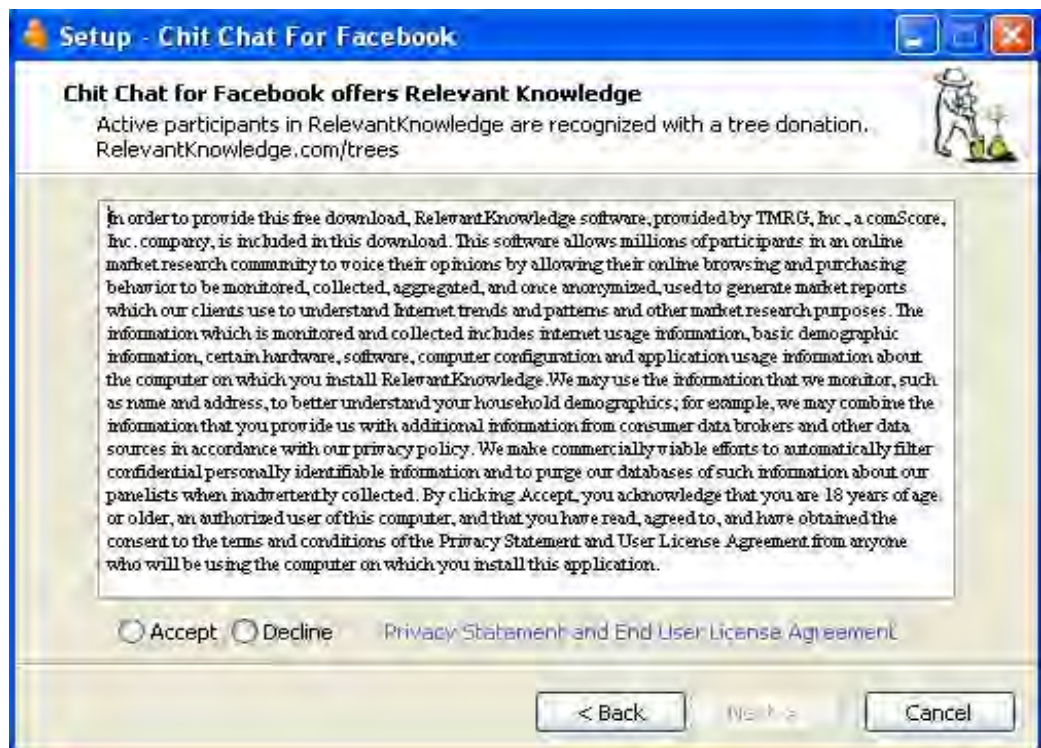 Setup - Chit Chat For Facebook
Chit Chat for Facebook offers Relevant Knowledge
Active participants in RelevantKnowledge are recognized with a tree donation.
RelevantKnowledge.com/trees
In order to provide this free download, RelevantKnowledge software, provided by TMRG, Inc., a comScore,
Inc. company, is included in this download. This software allows millions of participants in an online
market research community to voice their opinions by allowing their online browsing and purchasing
behavior to be monitored, collected, aggregated, and once anonymized, used to generate market reports
which our clients use to understand Internet trends and patterns and other market research purposes. The
information which is monitored and collected includes internet usage information, basic demographic
information, certain hardware, software, computer configuration and application usage information about
the computer on which you install RelevantKnowledge. We may use the information that we monitor, such
as name and address, to better understand your household demographics; for example, we may combine the
information that you provide us with additional information from consumer data brokers and other data
sources in accordance with our privacy policy. We make commercially viable efforts to automatically filter
confidential personally identifiable information and to purge our databases of such information about our
panelists when inadvertently collected. By clicking Accept, you acknowledge that you are 18 years of age
or older, an authorized user of this computer, and that you have read, agreed to, and have obtained the
consent to the terms and conditions of the Privacy Statement and User License Agreement from anyone
who will be using the computer on which you install this application.
Accept Decline Privacy Statement and End User License Agreement
< Back Next > Cancel